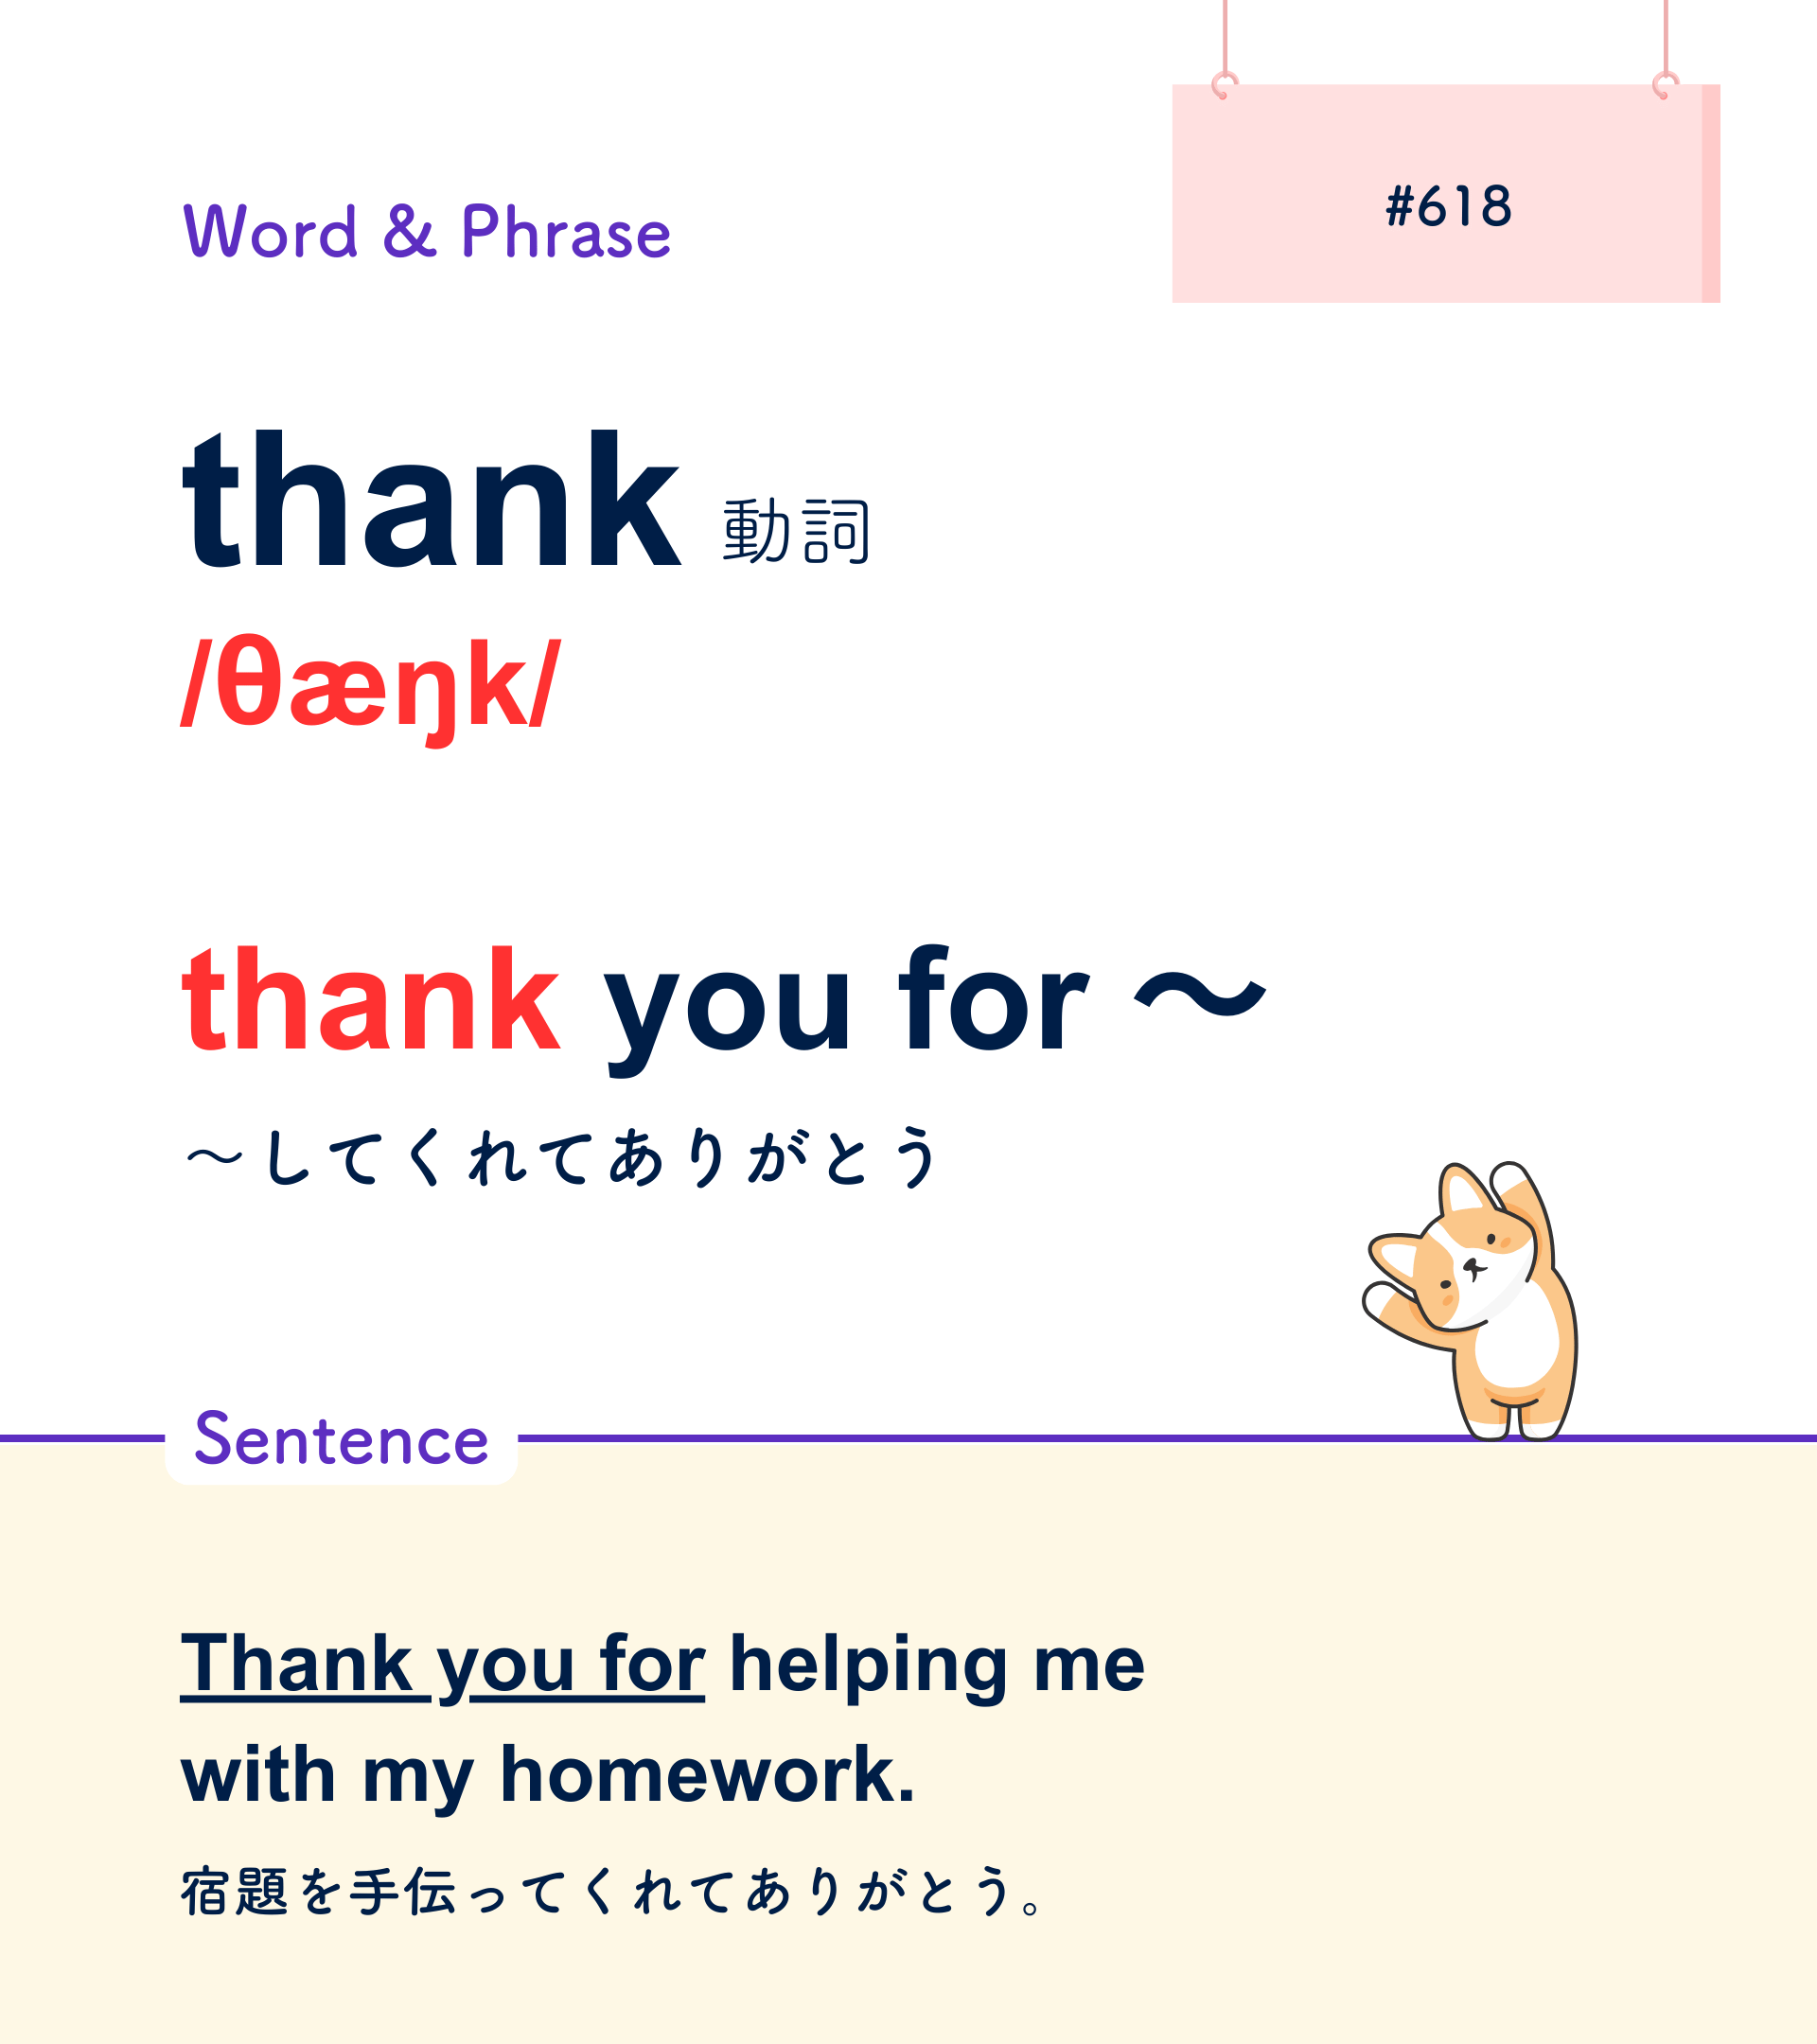 #618
Word & Phrase
thank 動詞
/θæŋk/
thank you for 〜
〜してくれてありがとう
Sentence
Thank you for helping me
with my homework.
宿題を手伝ってくれてありがとう。